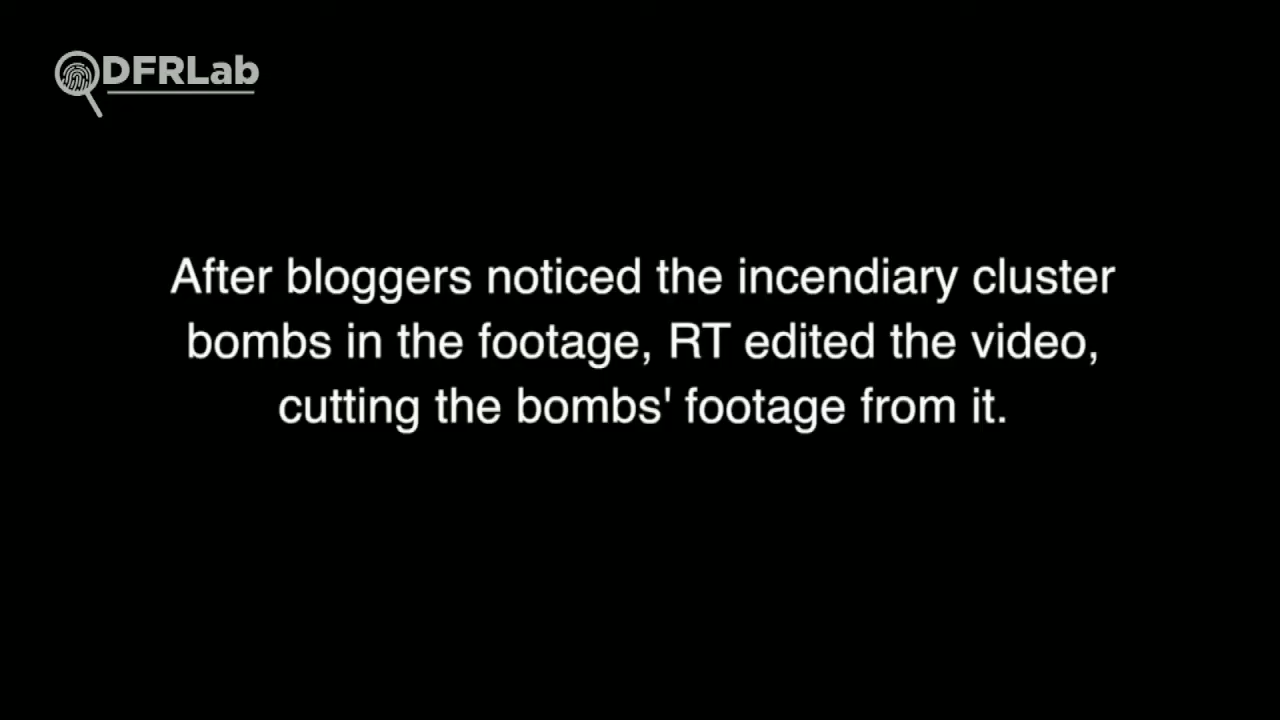 DFRLab
After bloggers noticed the incendiary cluster
bombs in the footage, RT edited the video,
cutting the bombs' footage from it.